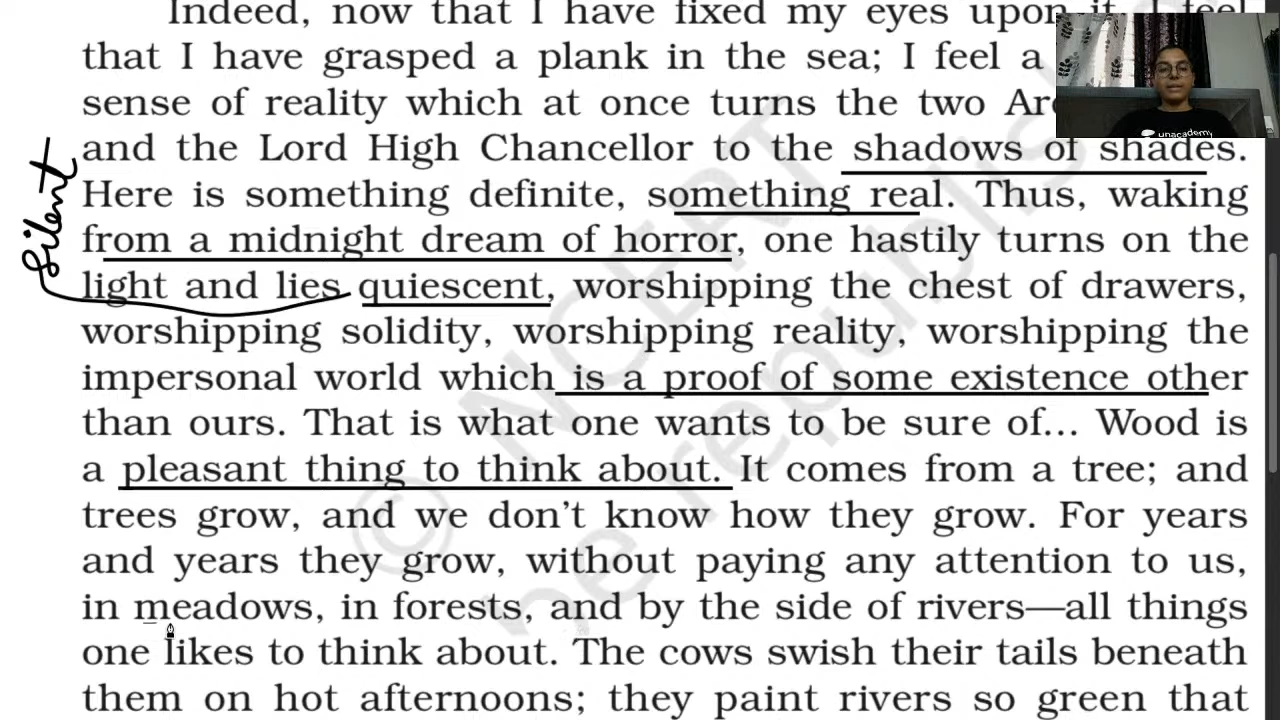 Indeed, now that I have fixed my eyes upon it, I feel
that I have grasped a plank in the sea; I feel a
sense of reality which at once turns the two
and the Lord High Chancellor to the shadows of shades.
Here is something definite, something real. Thus, waking
from a midnight dream of horror, one hastily turns on the
light and lies quiescent, worshipping the chest of drawers,
worshipping solidity, worshipping reality, worshipping the
impersonal world which is a proof of some existence other
than ours. That is what one wants to be sure of... Wood is
a pleasant thing to think about. It comes from a tree; and
trees grow, and we don't know how they grow. For years
and years they grow, without paying any attention to us,
in meadows, in forests, and by the side of rivers—all things
one likes to think about. The cows swish their tails beneath
them on hot afternoons; they paint rivers so green that
Silent
unacademy
© NCERT
republis